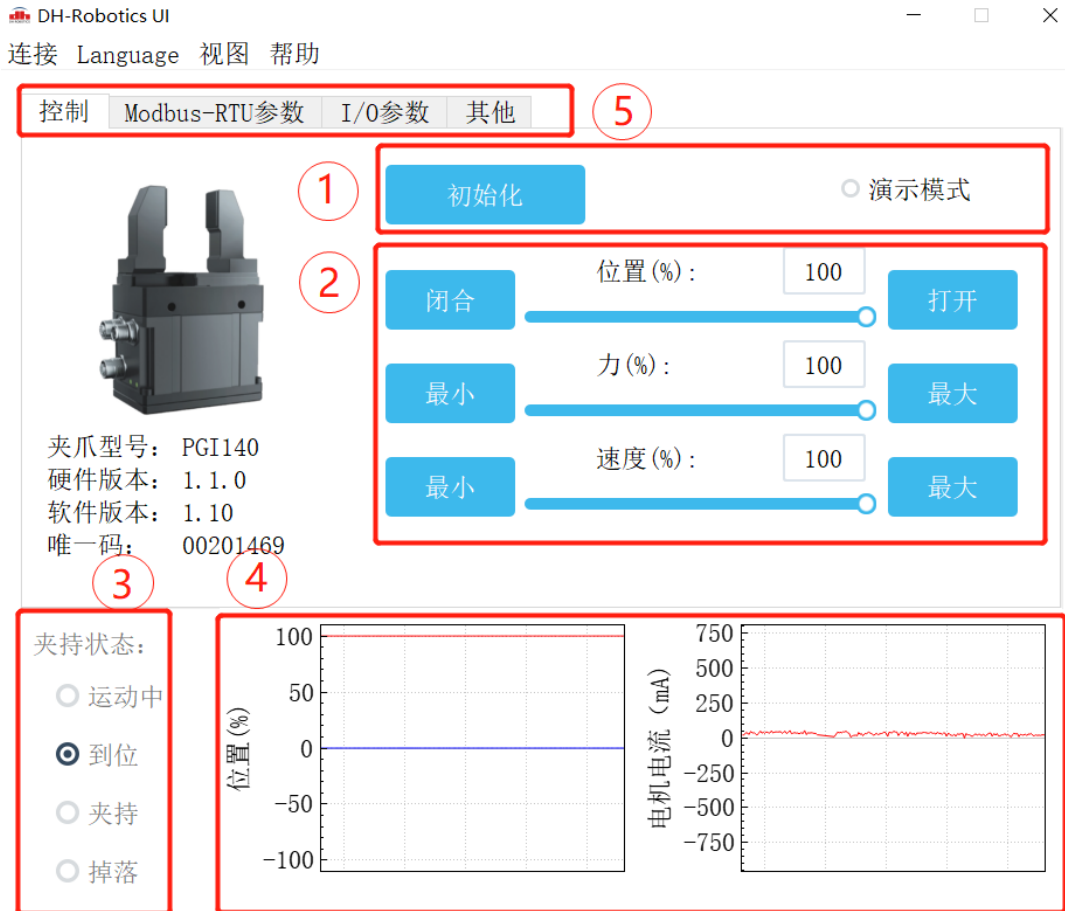 DH-Robotics UI
连接 Language 视图 帮助
控制 Modbus-RTU参数 I/O参数 其他
⑤
①
初始化 演示模式
②
位置(%): 100
闭合 打开
力(%): 100
最小 最大
速度(%): 100
最小 最大
夹爪型号: PGI140
硬件版本: 1.1.0
软件版本: 1.10
唯一码: 00201469
③
④
夹持状态:
运动中
到位
夹持
掉落
位置(%)
100
50
0
-50
-100
电机电流 (mA)
750
500
250
0
-250
-500
-750